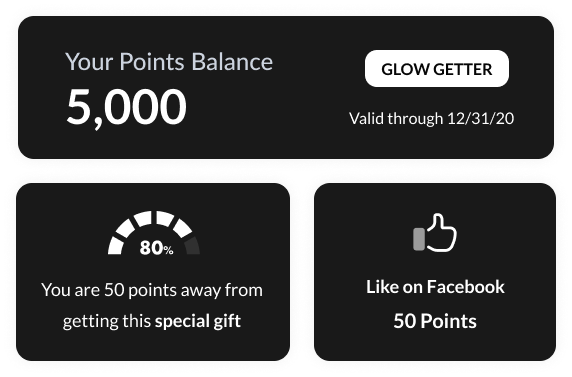 Your Points Balance
5,000
GLOW GETTER
Valid through 12/31/20
80%
You are 50 points away from
getting this special gift
Like on Facebook
50 Points